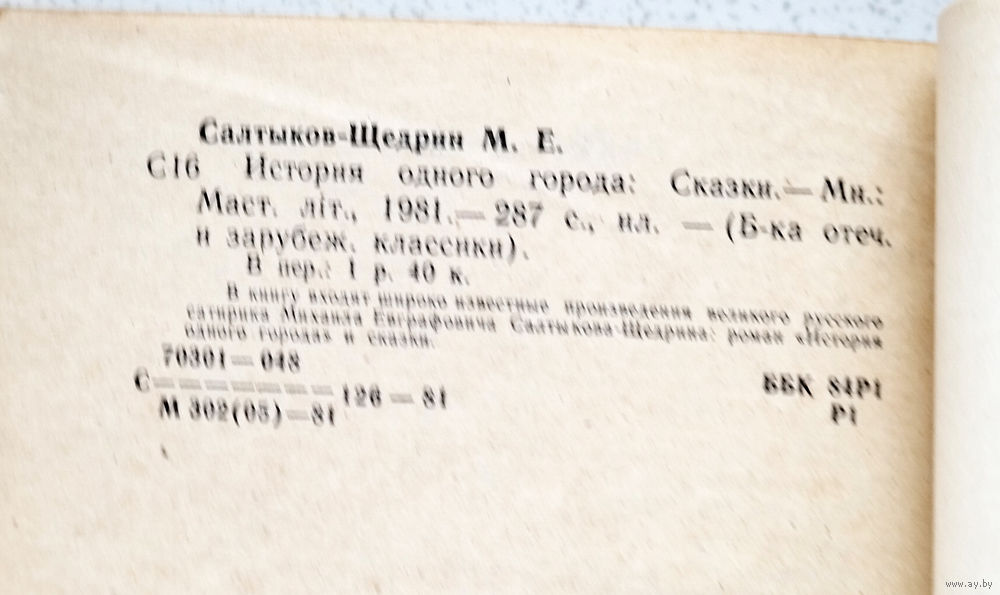 Салтыков-Щедрин М. Е.
С16 История одного города: Сказки.— Мн.:
Маст. літ., 1981.— 287 с., ил. — (Б-ка отеч.
и зарубеж. классики).
В пер.: 1 р. 40 к.
В книгу входят широко известные произведения великого русского
сатирика Михаила Евграфовича Салтыкова-Щедрина: роман «История
одного города» и сказки.
70301—048
С————————126—81
М 302(05)—81
ББК 84Р1
Р1
www.ay.by